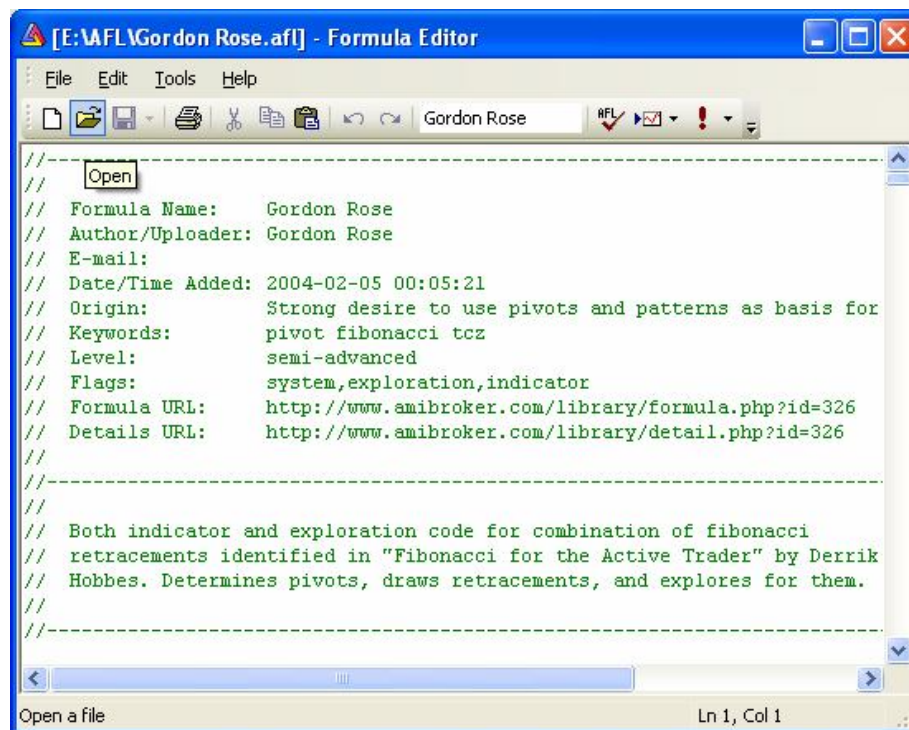 [E:\AFL\Gordon Rose.afl] - Formula Editor
File Edit Tools Help
Gordon Rose AFL
//--------------------------------------------------------------------------------
Open
//
// Formula Name: Gordon Rose
// Author/Uploader: Gordon Rose
// E-mail:
// Date/Time Added: 2004-02-05 00:05:21
// Origin: Strong desire to use pivots and patterns as basis for
// Keywords: pivot fibonacci tcz
// Level: semi-advanced
// Flags: system,exploration,indicator
// Formula URL: http://www.amibroker.com/library/formula.php?id=326
// Details URL: http://www.amibroker.com/library/detail.php?id=326
//
//--------------------------------------------------------------------------------
//
// Both indicator and exploration code for combination of fibonacci
// retracements identified in "Fibonacci for the Active Trader" by Derrik
// Hobbes. Determines pivots, draws retracements, and explores for them.
//
//--------------------------------------------------------------------------------
Open a file Ln 1, Col 1